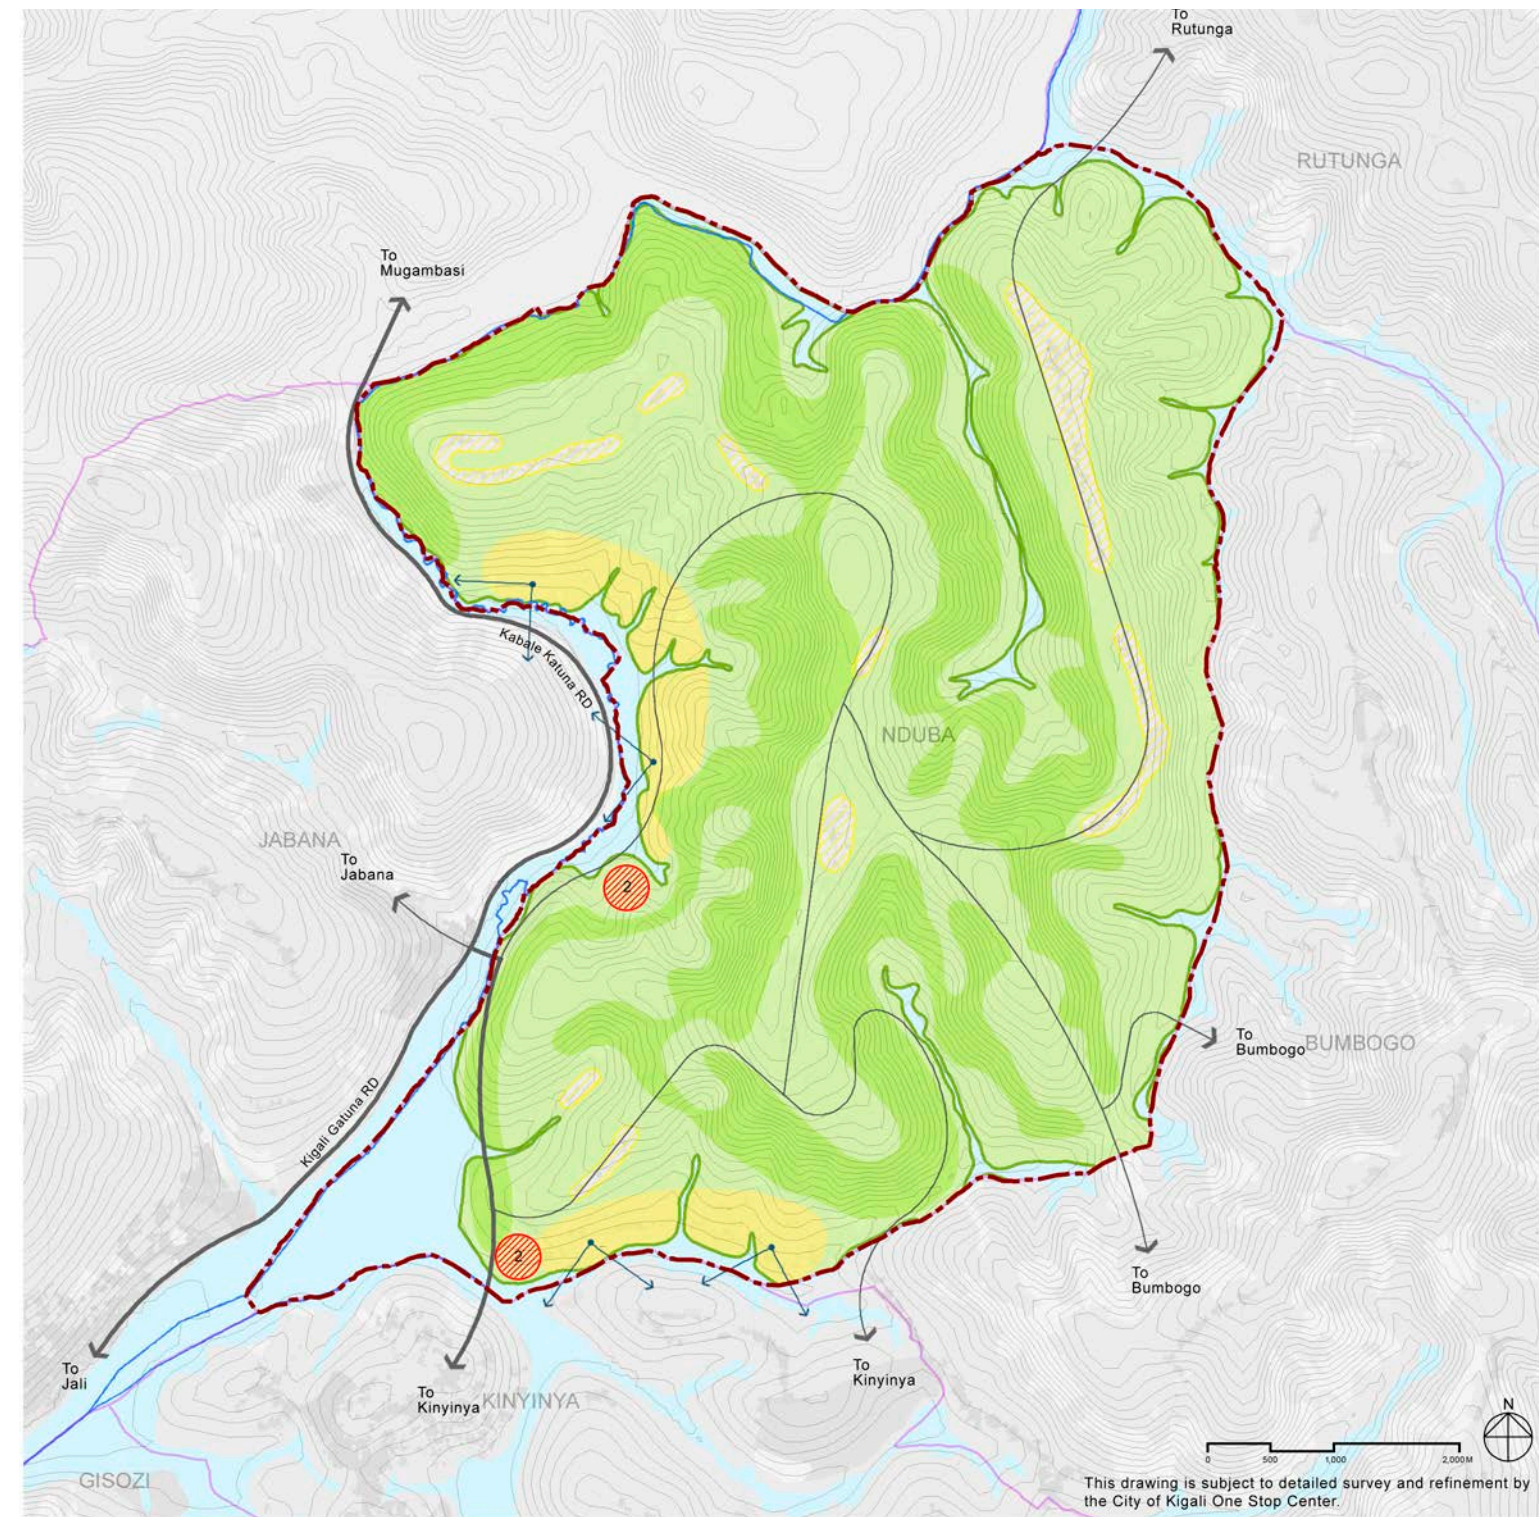 To
Rutunga
RUTUNGA
To
Mugambasi
Kabale Katuna RD
NDUBA
JABANA
To
Jabana
2
To
Bumbogo
BUMBOGO
Kigali Gatuna RD
2
To
Bumbogo
To
Jali
To
Kinyinya
KINYINYA
To
Kinyinya
GISOZI
N
0 500 1,000 2,000M
This drawing is subject to detailed survey and refinement by
the City of Kigali One Stop Center.